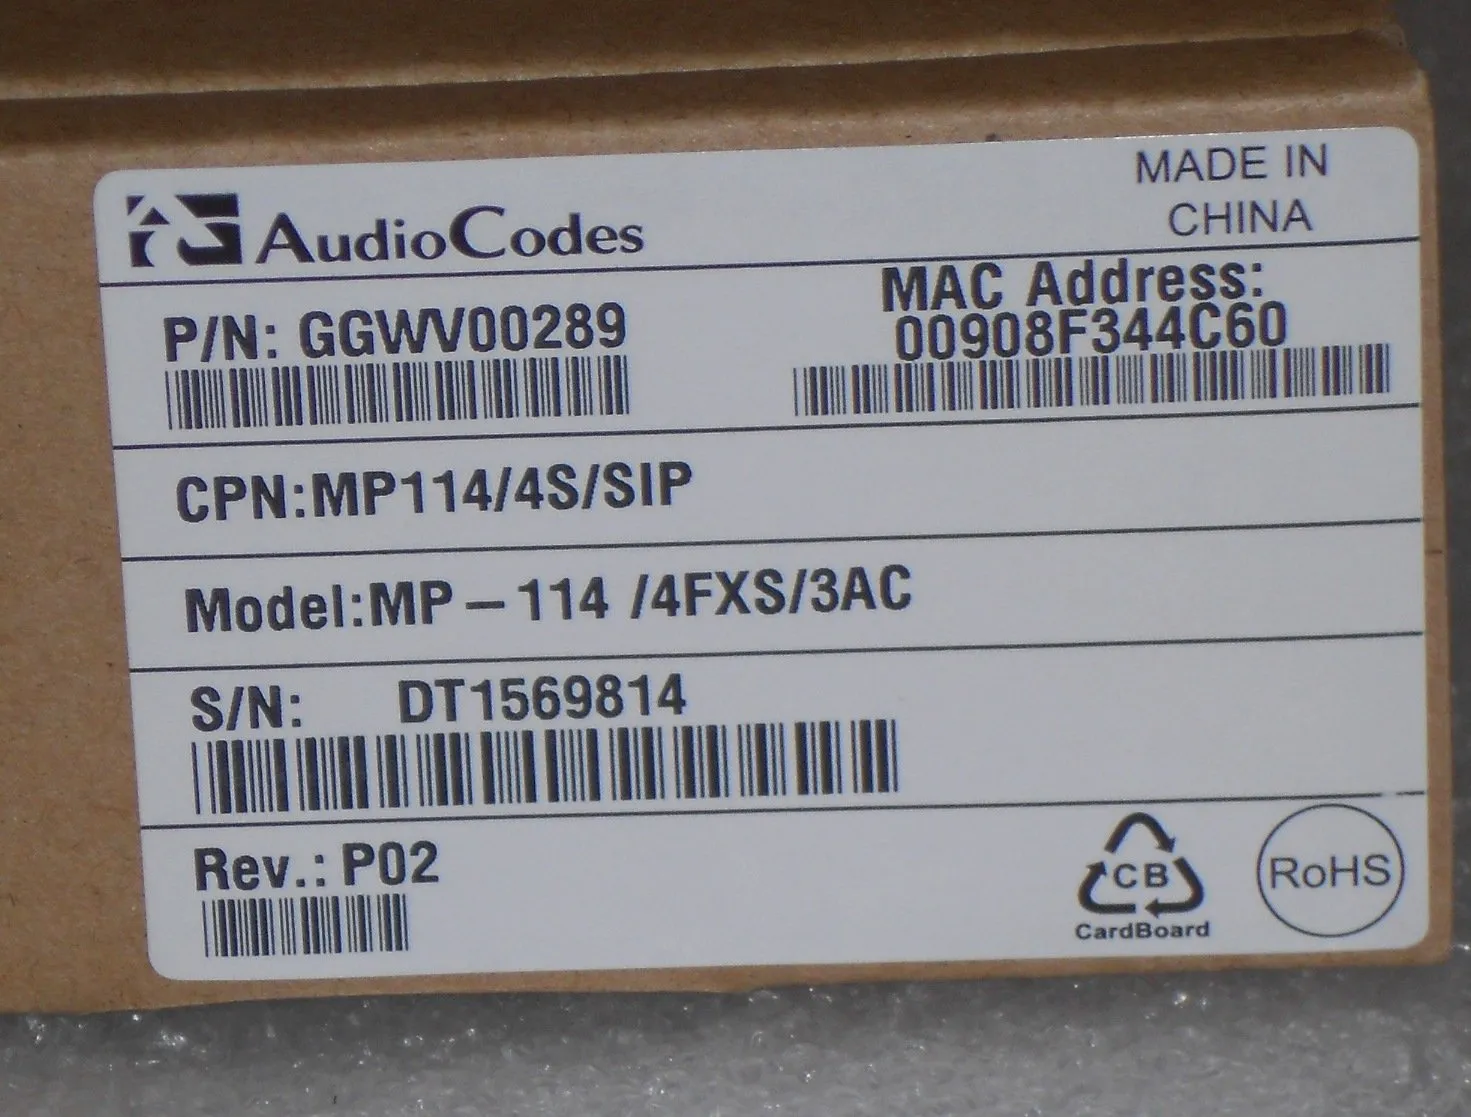 AudioCodes
MADE IN
CHINA
P/N: GGWV00289
MAC Address:
00908F344C60
CPN:MP114/4S/SIP
Model:MP – 114 /4FXS/3AC
S/N: DT1569814
Rev.: P02
CB
CardBoard
RoHS